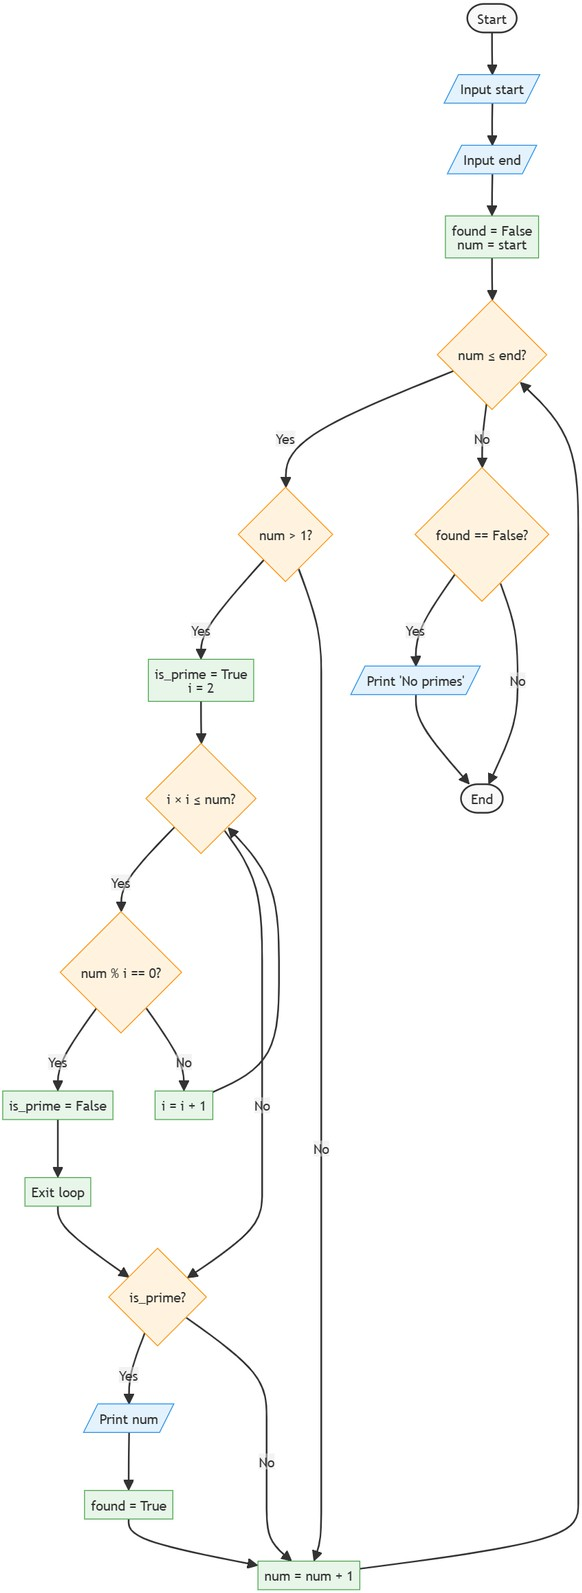 Start
Input start
Input end
found = False
num = start
num ≤ end?
Yes
No
num > 1?
found == False?
Yes
Yes
is_prime = True
i = 2
Print 'No primes'
No
i × i ≤ num?
End
Yes
num % i == 0?
Yes
No
is_prime = False
i = i + 1
No
No
Exit loop
is_prime?
Yes
Print num
No
found = True
num = num + 1